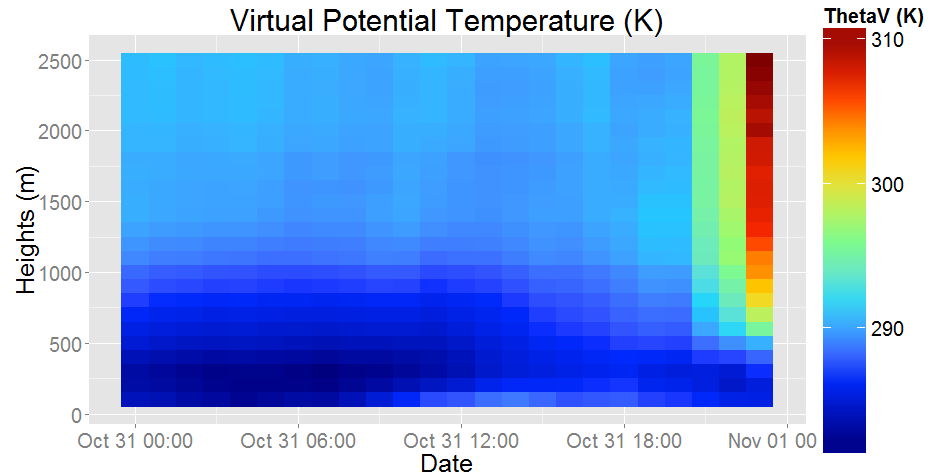 Virtual Potential Temperature (K)
ThetaV (K)
310
300
290
Heights (m)
2500
2000
1500
1000
500
0
Oct 31 00:00 Oct 31 06:00 Oct 31 12:00 Oct 31 18:00 Nov 01 00
Date